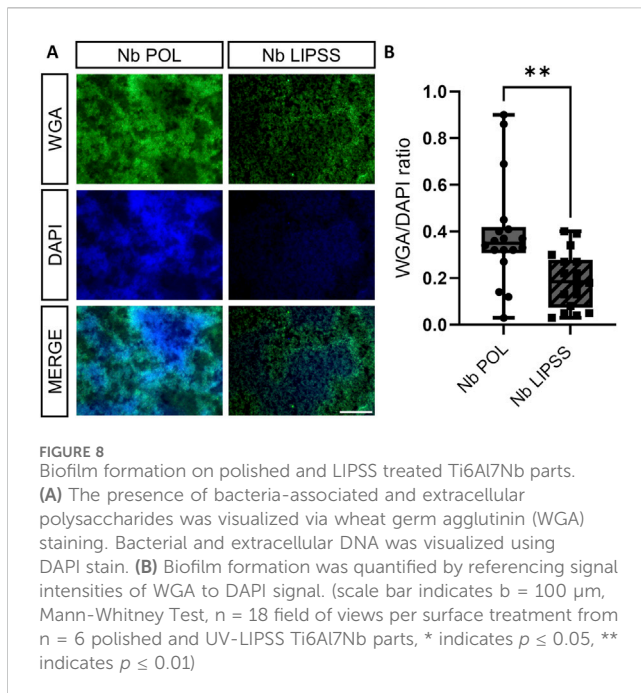 A Nb POL Nb LIPSS B
WGA
DAPI
MERGE
**
WGA/DAPI ratio
1.0
0.8
0.6
0.4
0.2
0.0
Nb POL
Nb LIPSS
FIGURE 8
Biofilm formation on polished and LIPSS treated Ti6Al7Nb parts.
(A) The presence of bacteria-associated and extracellular
polysaccharides was visualized via wheat germ agglutinin (WGA)
staining. Bacterial and extracellular DNA was visualized using
DAPI stain. (B) Biofilm formation was quantified by referencing signal
intensities of WGA to DAPI signal. (scale bar indicates b = 100 µm,
Mann-Whitney Test, n = 18 field of views per surface treatment from
n = 6 polished and UV-LIPSS Ti6Al7Nb parts, * indicates p ≤ 0.05, **
indicates p ≤ 0.01)